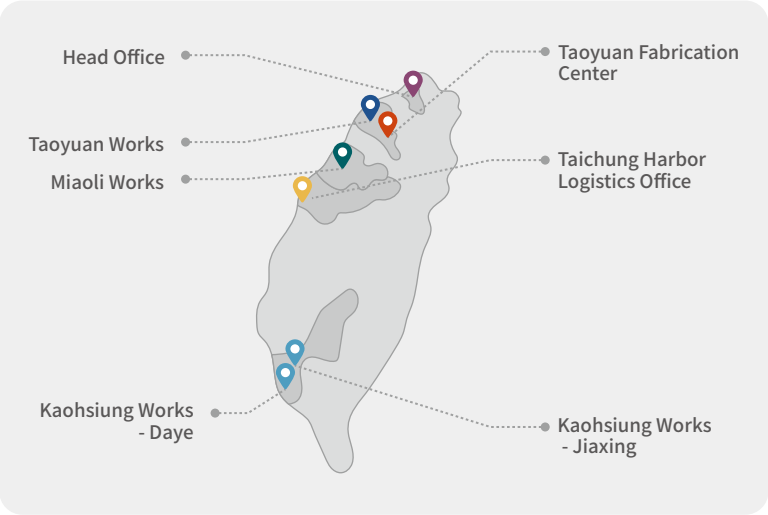 Head Office
Taoyuan Works
Miaoli Works
Kaohsiung Works
- Daye
Taoyuan Fabrication
Center
Taichung Harbor
Logistics Office
Kaohsiung Works
- Jiaxing